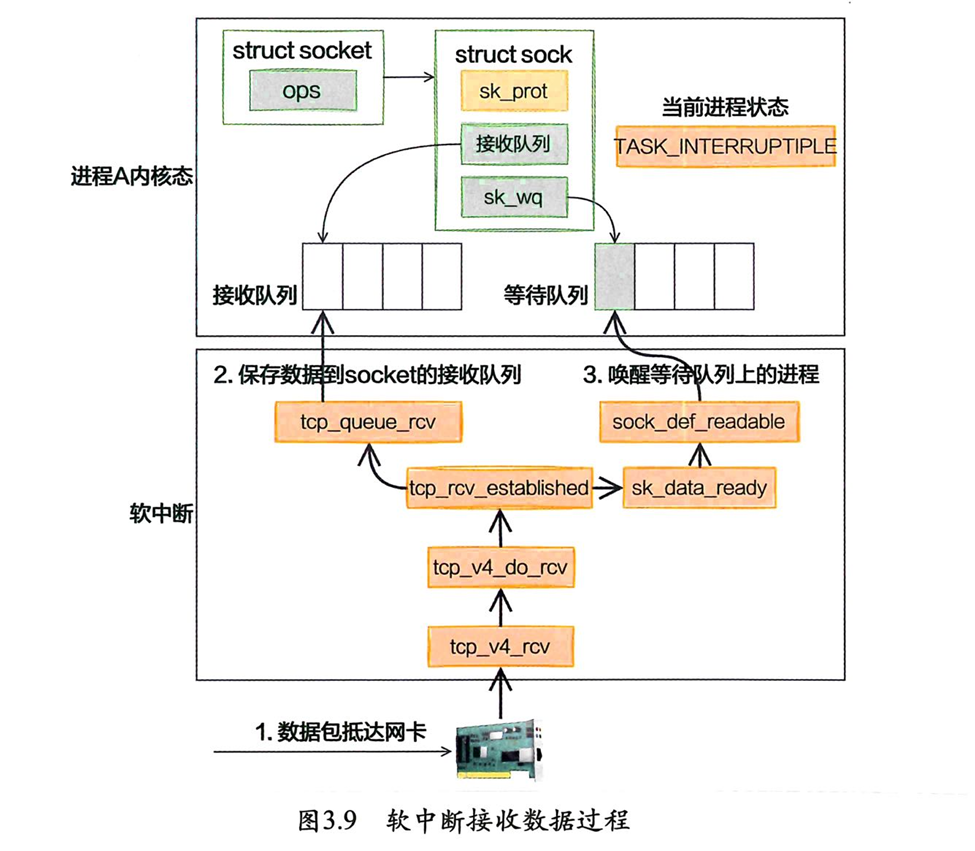 struct socket
ops
struct sock
sk_prot
接收队列
sk_wq
当前进程状态
TASK_INTERRUPTIPLE
进程A内核态
接收队列
等待队列
2. 保存数据到socket的接收队列
3. 唤醒等待队列上的进程
tcp_queue_rcv
sock_def_readable
tcp_rcv_established
sk_data_ready
软中断
tcp_v4_do_rcv
tcp_v4_rcv
1. 数据包抵达网卡
图3.9 软中断接收数据过程